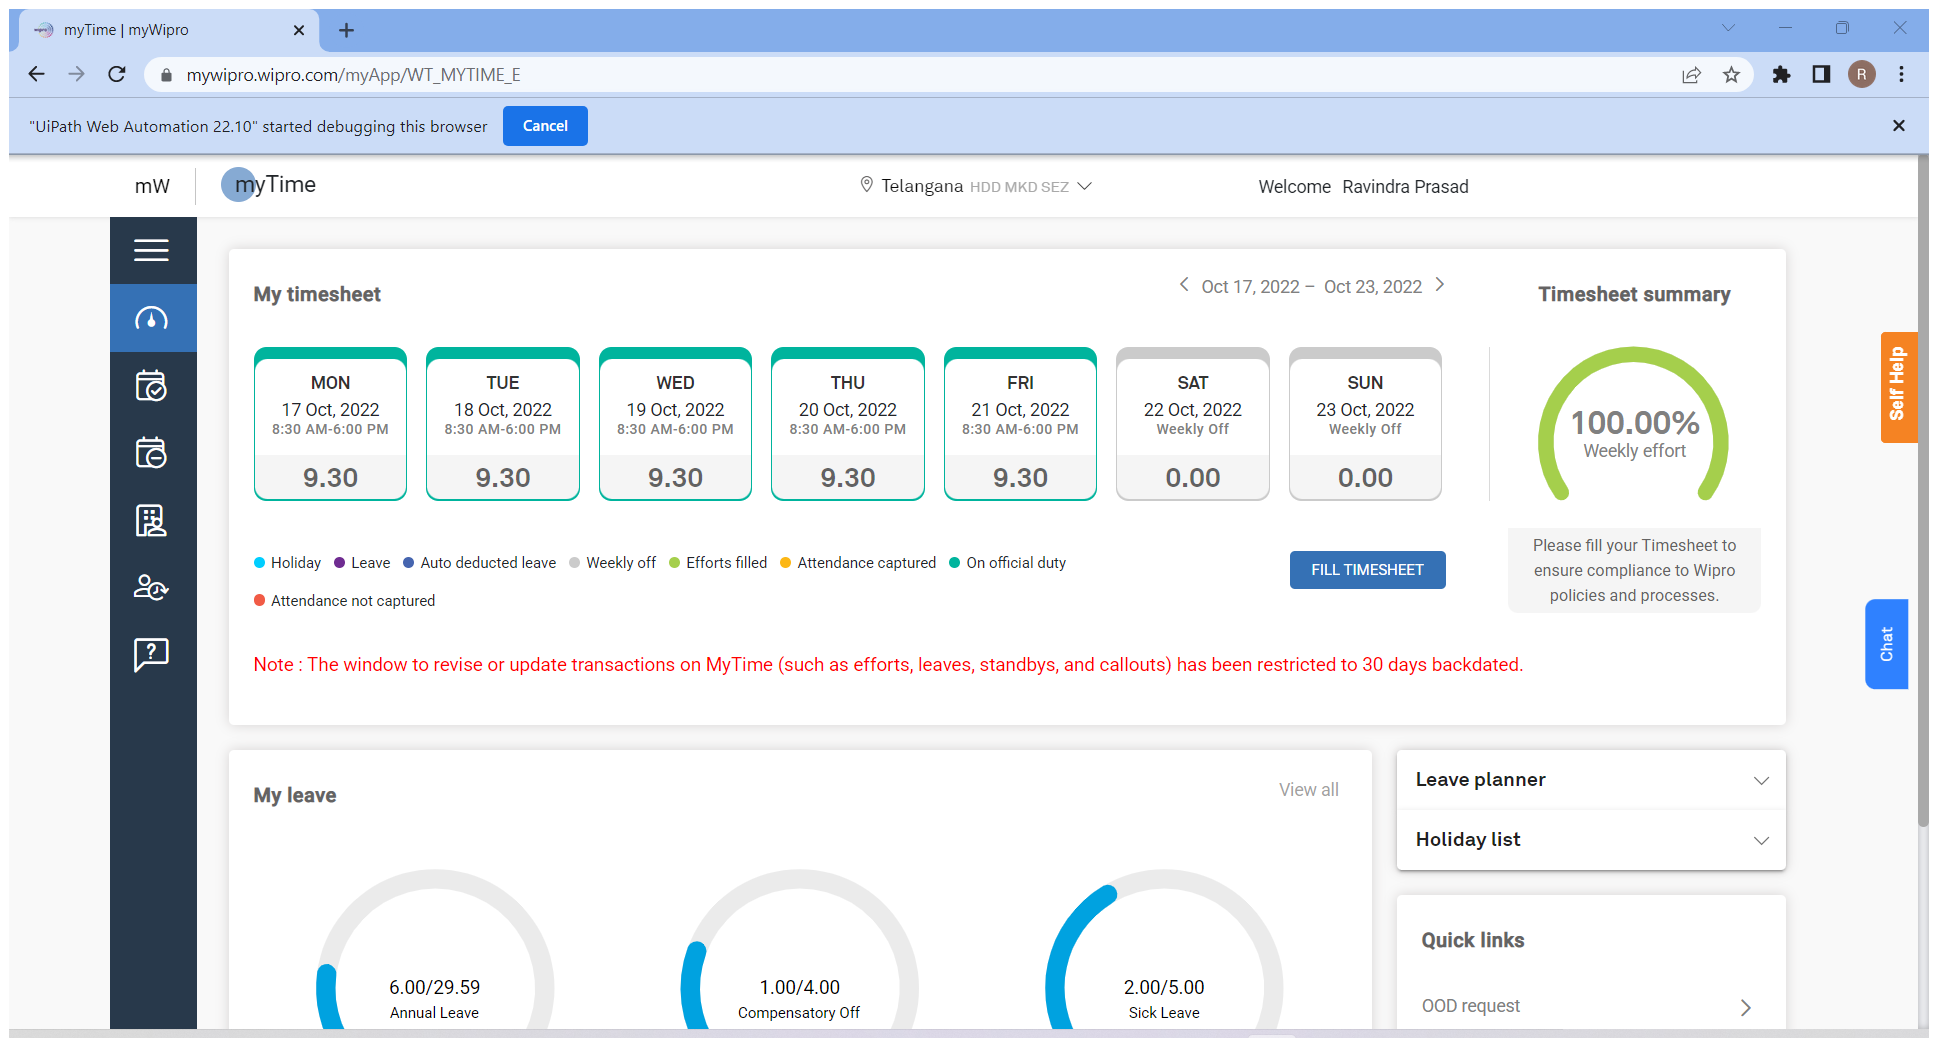 myTime | myWipro
mywipro.wipro.com/myApp/WT_MYTIME_E
R
"UiPath Web Automation 22.10" started debugging this browser
Cancel
mW
myTime
Telangana HDD MKD SEZ
Welcome Ravindra Prasad
My timesheet
Oct 17, 2022 – Oct 23, 2022
Timesheet summary
MON
17 Oct, 2022
8:30 AM-6:00 PM
9.30
TUE
18 Oct, 2022
8:30 AM-6:00 PM
9.30
WED
19 Oct, 2022
8:30 AM-6:00 PM
9.30
THU
20 Oct, 2022
8:30 AM-6:00 PM
9.30
FRI
21 Oct, 2022
8:30 AM-6:00 PM
9.30
SAT
22 Oct, 2022
Weekly Off
0.00
SUN
23 Oct, 2022
Weekly Off
0.00
100.00%
Weekly effort
Self Help
Holiday Leave Auto deducted leave Weekly off Efforts filled Attendance captured On official duty
Attendance not captured
FILL TIMESHEET
Please fill your Timesheet to
ensure compliance to Wipro
policies and processes.
Chat
Note : The window to revise or update transactions on MyTime (such as efforts, leaves, standbys, and callouts) has been restricted to 30 days backdated.
My leave
View all
6.00/29.59
Annual Leave
1.00/4.00
Compensatory Off
2.00/5.00
Sick Leave
Leave planner
Holiday list
Quick links
OOD request